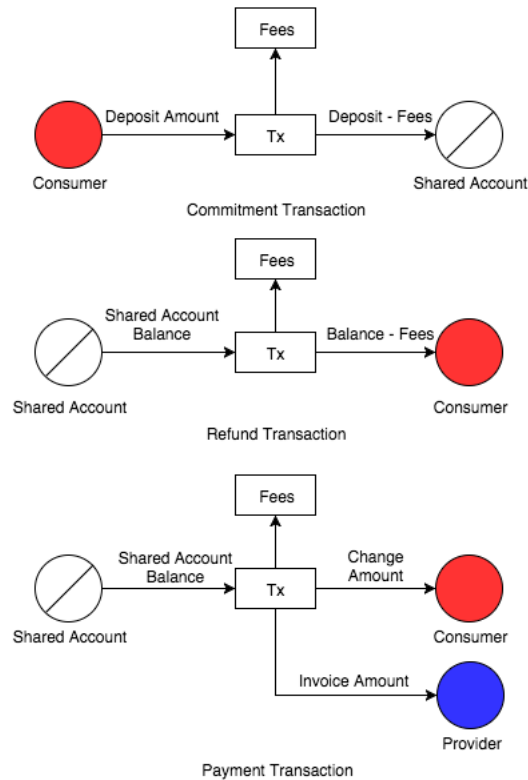 Fees
Deposit Amount
Tx
Deposit - Fees
Consumer
Shared Account
Commitment Transaction
Fees
Shared Account
Balance
Tx
Balance - Fees
Shared Account
Consumer
Refund Transaction
Fees
Shared Account
Balance
Tx
Change
Amount
Shared Account
Consumer
Invoice Amount
Provider
Payment Transaction